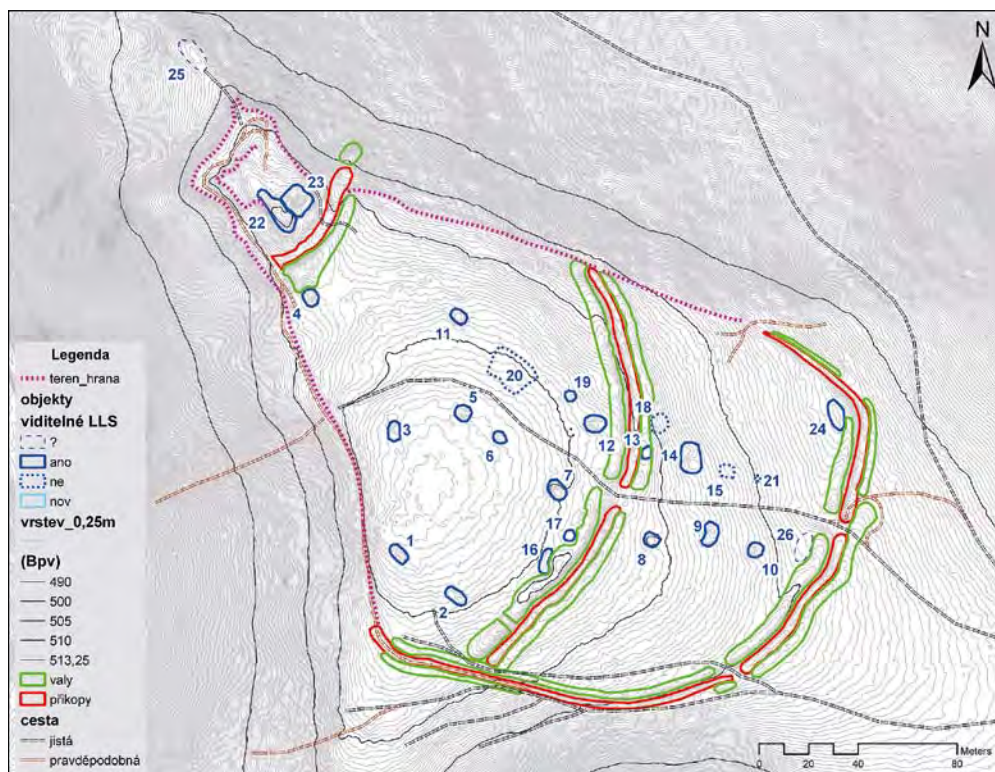 N
25
23
22
4
11
20
19
5
3
6
12
13
18
14
15
21
24
7
17
16
8
9
10
26
1
2
Legenda
teren_hrana
objekty
viditelné LLS
?
ano
ne
nov
vrstev_0,25m
(Bpv)
490
500
505
510
513,25
valy
příkopy
cesta
jistá
pravděpodobná
Meters
0 10 20 40 80